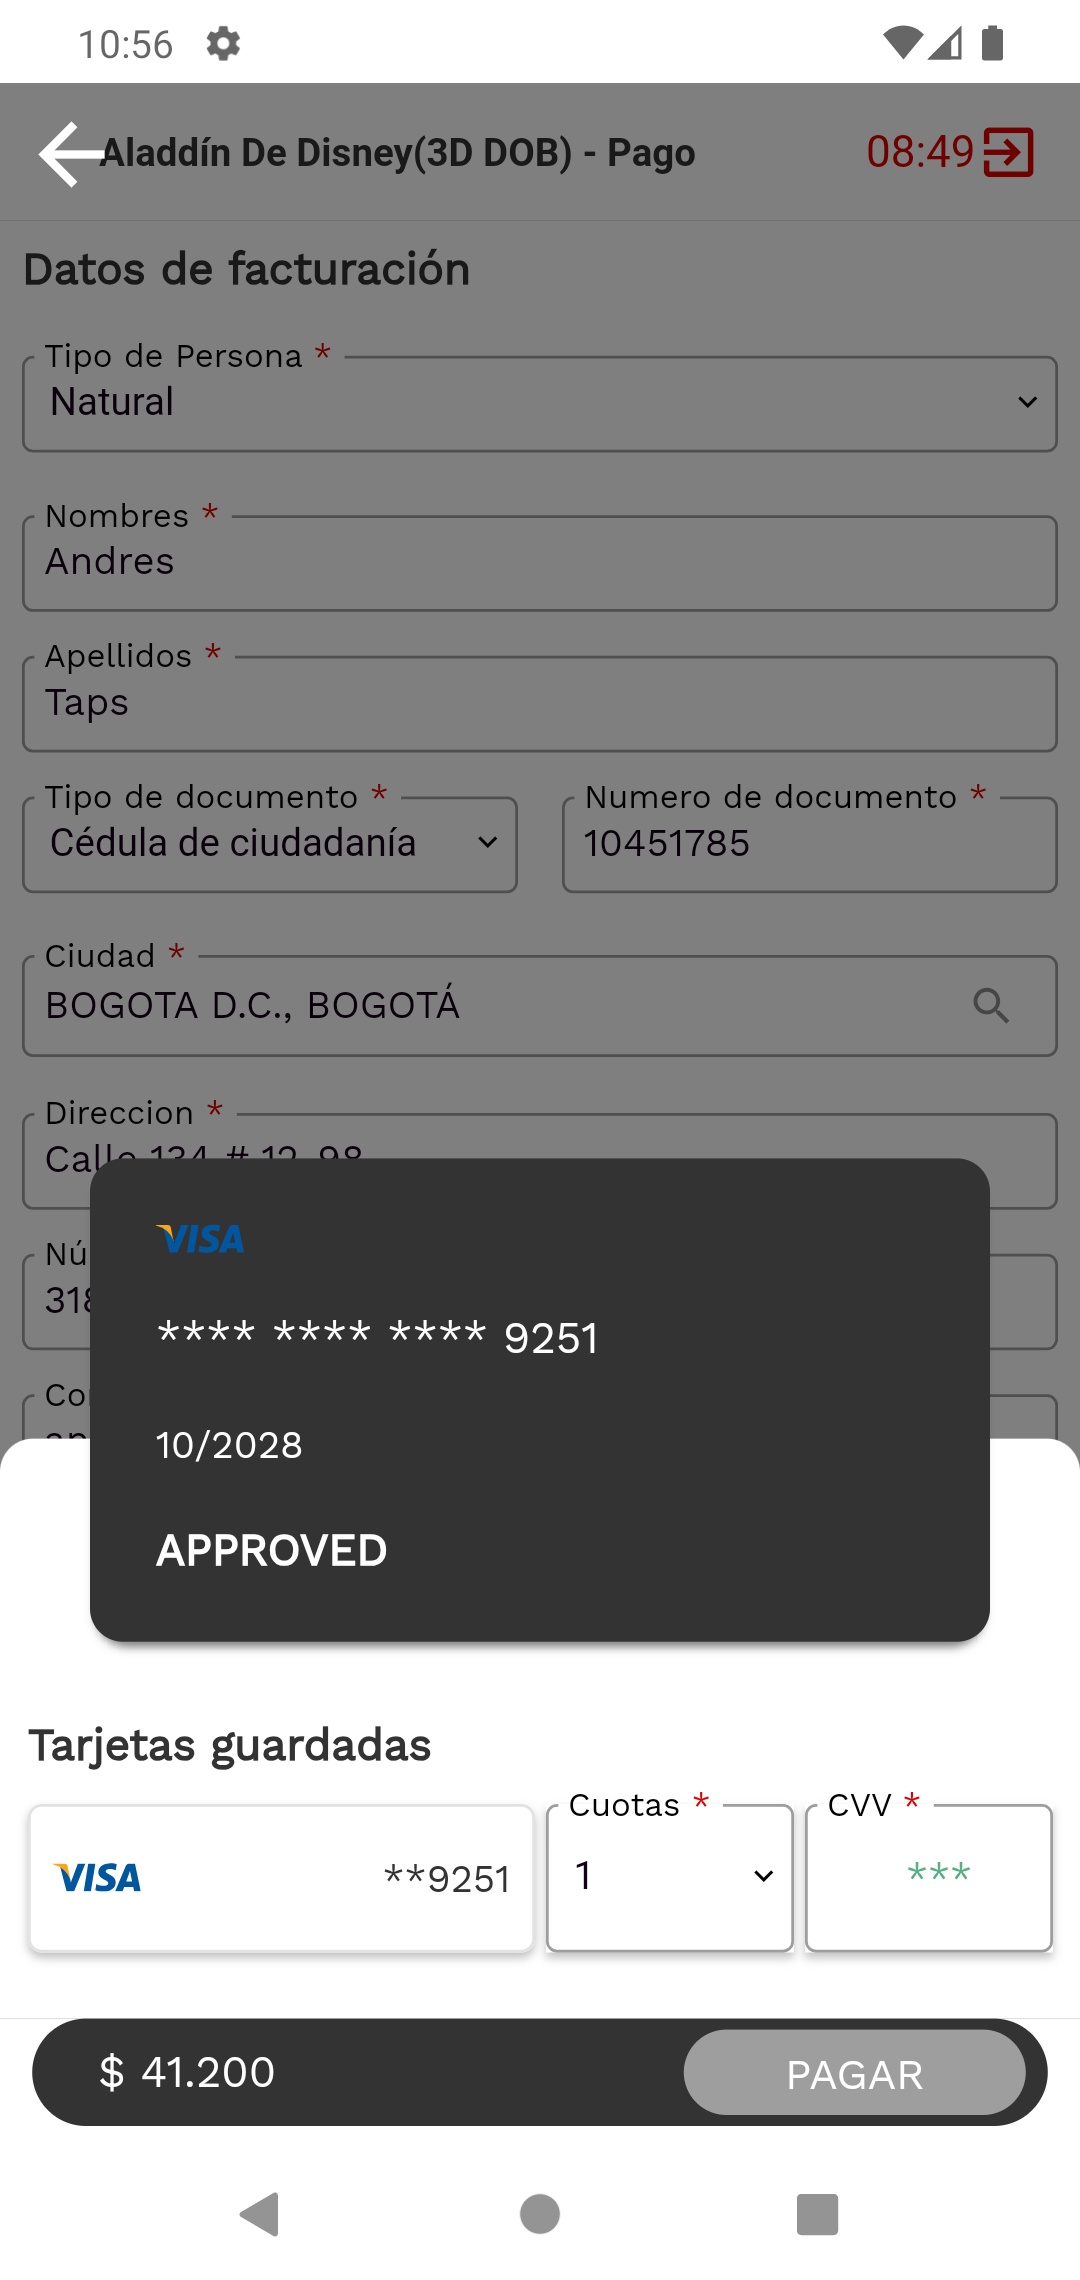 10:56
Aladdín De Disney(3D DOB) - Pago
08:49
Datos de facturación
Tipo de Persona *
Natural
Nombres *
Andres
Apellidos *
Taps
Tipo de documento *
Cédula de ciudadanía
Numero de documento *
10451785
Ciudad *
BOGOTA D.C., BOGOTÁ
Direccion *
Calle 134 # 12-98
Nú
318
Co
VISA
**** **** **** 9251
10/2028
APPROVED
Tarjetas guardadas
VISA
**9251
Cuotas *
1
CVV *
***
$ 41.200
PAGAR